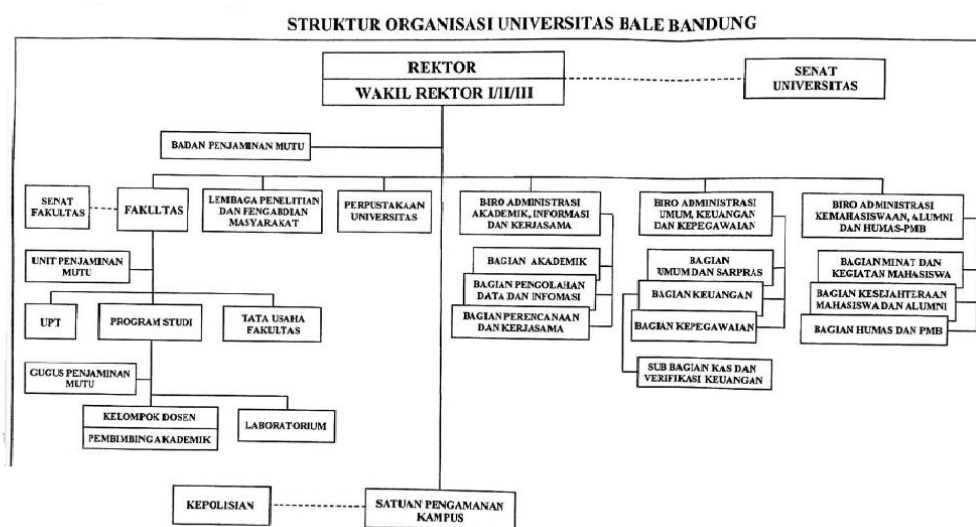 STRUKTUR ORGANISASI UNIVERSITAS BALE BANDUNG
REKTOR
WAKIL REKTOR I/II/III
SENAT
UNIVERSITAS
BADAN PENJAMINAN MUTU
SENAT
FAKULTAS
FAKULTAS
LEMBAGA PENELITIAN
DAN FENGABDIAN
MASYARAKAT
PERPUSTAKAAN
UNIVERSITAS
BIRO ADMINISTRASI
AKADEMIK, INFORMASI
DAN KERJASAMA
BIRO ADMINISTRASI
UMUM, KEUANGAN
DAN KEPEGAWAIAN
BIRO ADMINISTRASI
KEMAHASISWAAN, ALUMNI
DAN HUMAS-PMB
UNIT PENJAMINAN
MUTU
BAGIAN AKADEMIK
BAGIAN PENGOLAHAN
DATA DAN INFOMASI
BAGIAN PERENCANAAN
DAN KERJASAMA
BAGIAN
UMUM DAN SARPRAS
BAGIAN KEUANGAN
BAGIAN KEPEGAWAIAN
SUB BAGIAN KAS DAN
VERIFIKASI KEUANGAN
BAGIAN MINAT DAN
KEGIATAN MAHASISWA
BAGIAN KESEJAHTERAAN
MAHASISWA DAN ALUMNI
BAGIAN HUMAS DAN PMB
UPT
PROGRAM STUDI
TATA USAHA
FAKULTAS
GUGUS PENJAMINAN
MUTU
KELOMPOK DOSEN
PEMBIMBING AKADEMIK
LABORATORIUM
KEPOLISIAN
SATUAN PENGAMANAN
KAMPUS